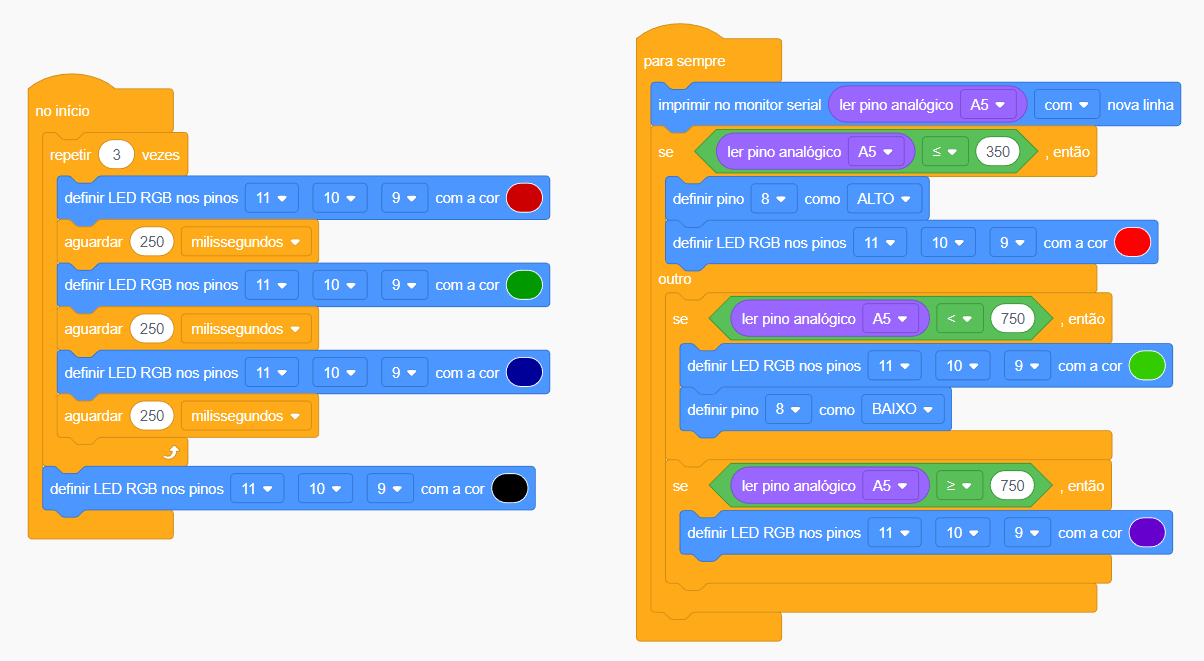 no início
repetir 3 vezes
definir LED RGB nos pinos 11 10 9 com a cor
aguardar 250 milissegundos
definir LED RGB nos pinos 11 10 9 com a cor
aguardar 250 milissegundos
definir LED RGB nos pinos 11 10 9 com a cor
aguardar 250 milissegundos
definir LED RGB nos pinos 11 10 9 com a cor
para sempre
imprimir no monitor serial ler pino analógico A5 com nova linha
se ler pino analógico A5 ≤ 350 , então
definir pino 8 como ALTO
definir LED RGB nos pinos 11 10 9 com a cor
outro
se ler pino analógico A5 < 750 , então
definir LED RGB nos pinos 11 10 9 com a cor
definir pino 8 como BAIXO
se ler pino analógico A5 ≥ 750 , então
definir LED RGB nos pinos 11 10 9 com a cor